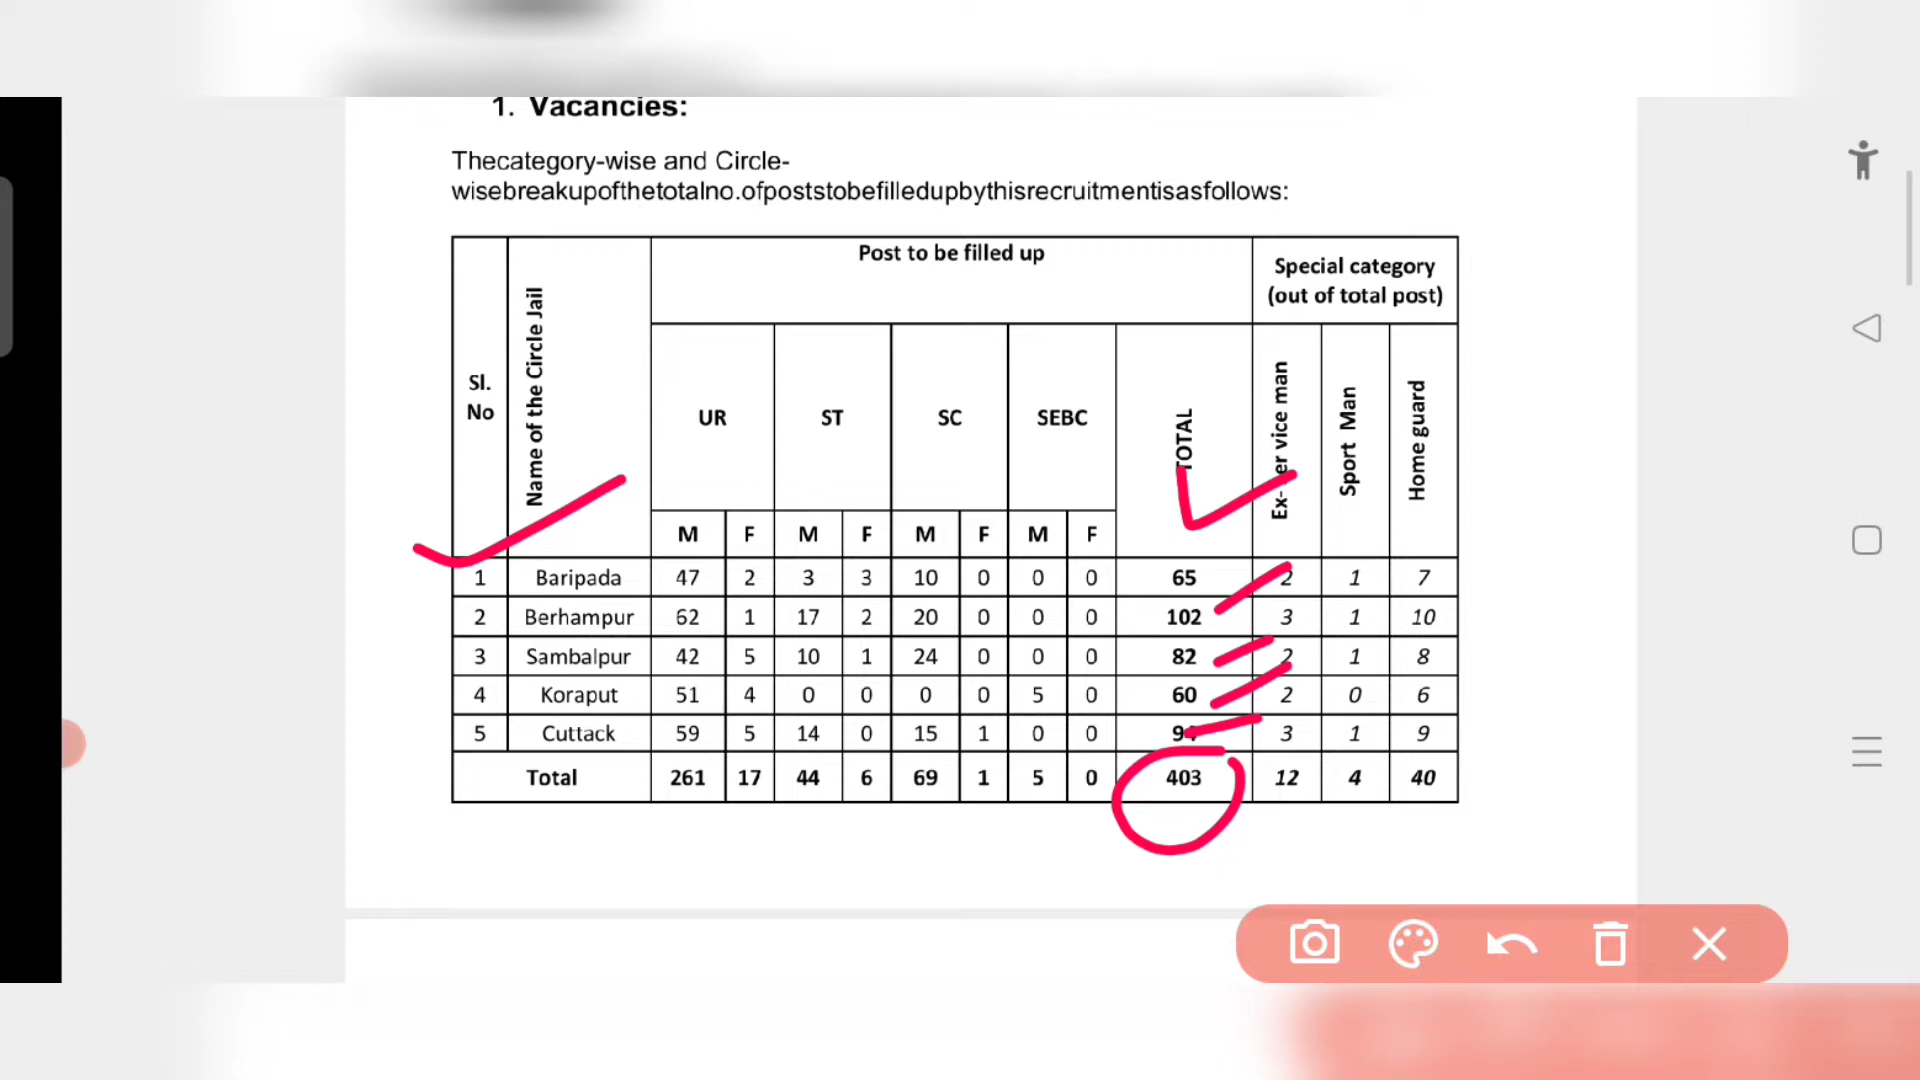 1. Vacancies:
Thecategory-wise and Circle-
wisebreakupofthetotalno.ofpoststobefilledupbythisrecruitmentisasfollows:
Sl. No Name of the Circle Jail Post to be filled up Special category (out of total post)
UR ST SC SEBC TOTAL Ex- er vice man Sport Man Home guard
M F M F M F M F
1 Baripada 47 2 3 3 10 0 0 0 65 2 1 7
2 Berhampur 62 1 17 2 20 0 0 0 102 3 1 10
3 Sambalpur 42 5 10 1 24 0 0 0 82 2 1 8
4 Koraput 51 4 0 0 0 0 5 0 60 2 0 6
5 Cuttack 59 5 14 0 15 1 0 0 94 3 1 9
Total 261 17 44 6 69 1 5 0 403 12 4 40